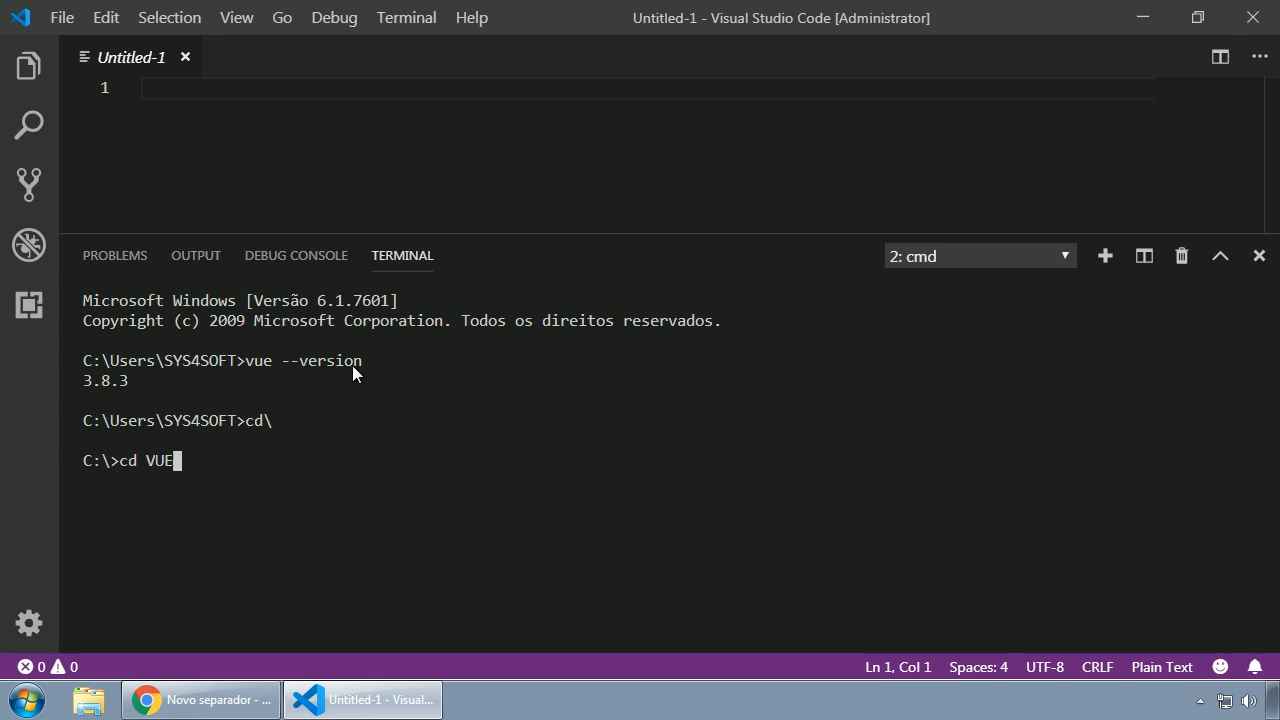 File Edit Selection View Go Debug Terminal Help Untitled-1 - Visual Studio Code [Administrator]
Untitled-1
1
PROBLEMS OUTPUT DEBUG CONSOLE TERMINAL 2: cmd
Microsoft Windows [Versão 6.1.7601]
Copyright (c) 2009 Microsoft Corporation. Todos os direitos reservados.
C:\Users\SYS4SOFT>vue --version
3.8.3
C:\Users\SYS4SOFT>cd\
C:\>cd VUE
0 0 Ln 1, Col 1 Spaces: 4 UTF-8 CRLF Plain Text
Novo separador - ... Untitled-1 - Visual...